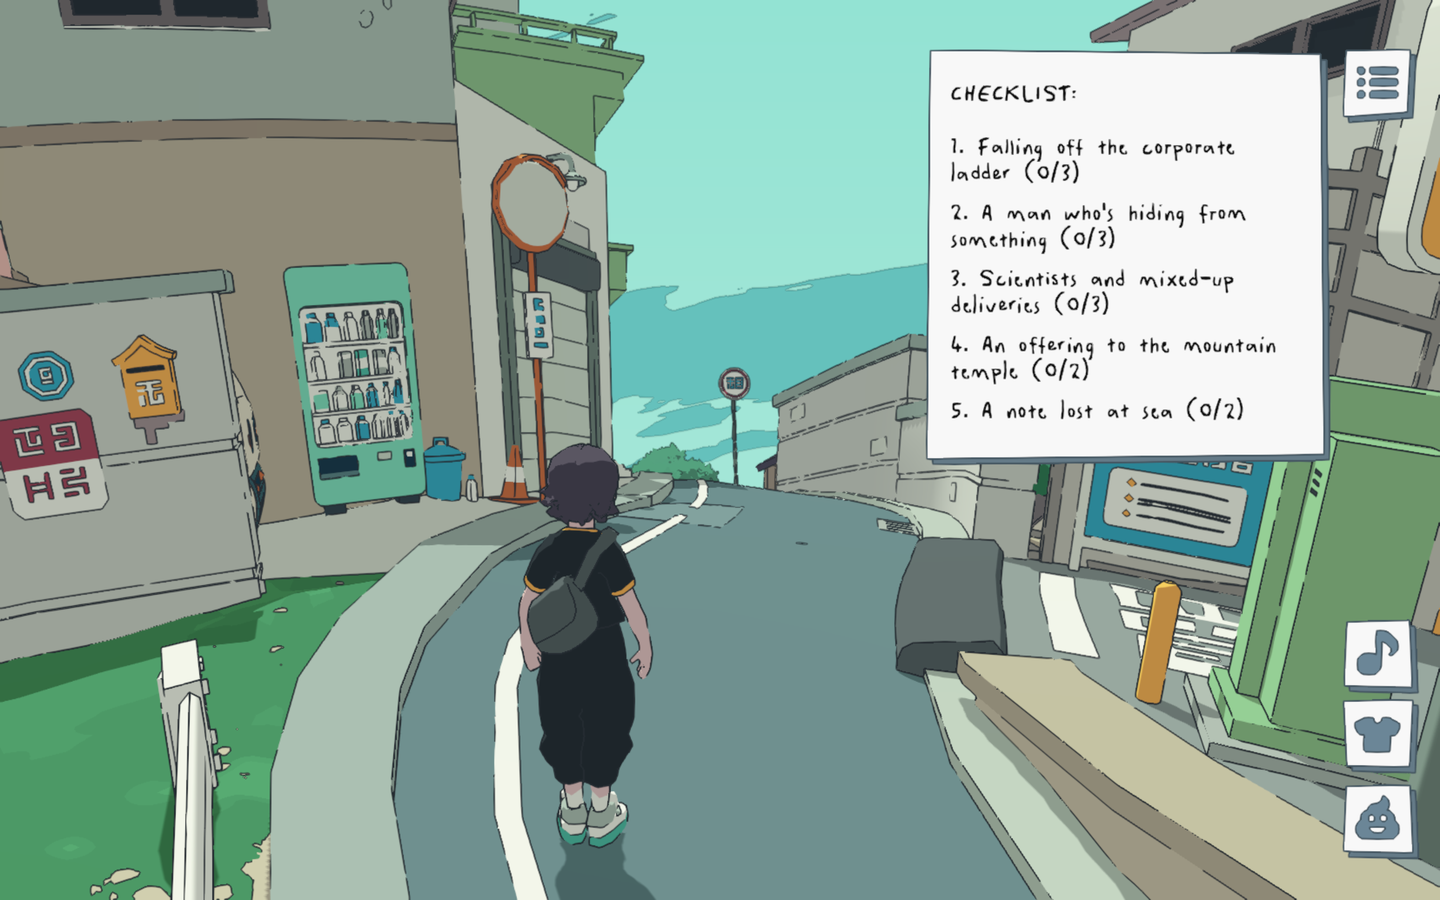 CHECKLIST:
1. Falling off the corporate
ladder (0/3)
2. A man who's hiding from
something (0/3)
3. Scientists and mixed-up
deliveries (0/3)
4. An offering to the mountain
temple (0/2)
5. A note lost at sea (0/2)